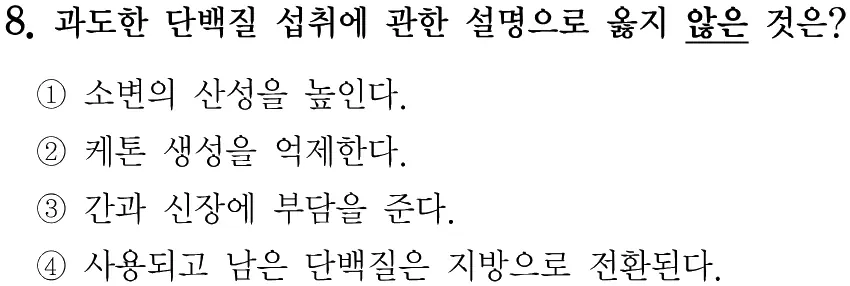 8. 과도한 단백질 섭취에 관한 설명으로 옳지 않은 것은?
① 소변의 산성을 높인다.
② 케톤 생성을 억제한다.
③ 간과 신장에 부담을 준다.
④ 사용되고 남은 단백질은 지방으로 전환된다.